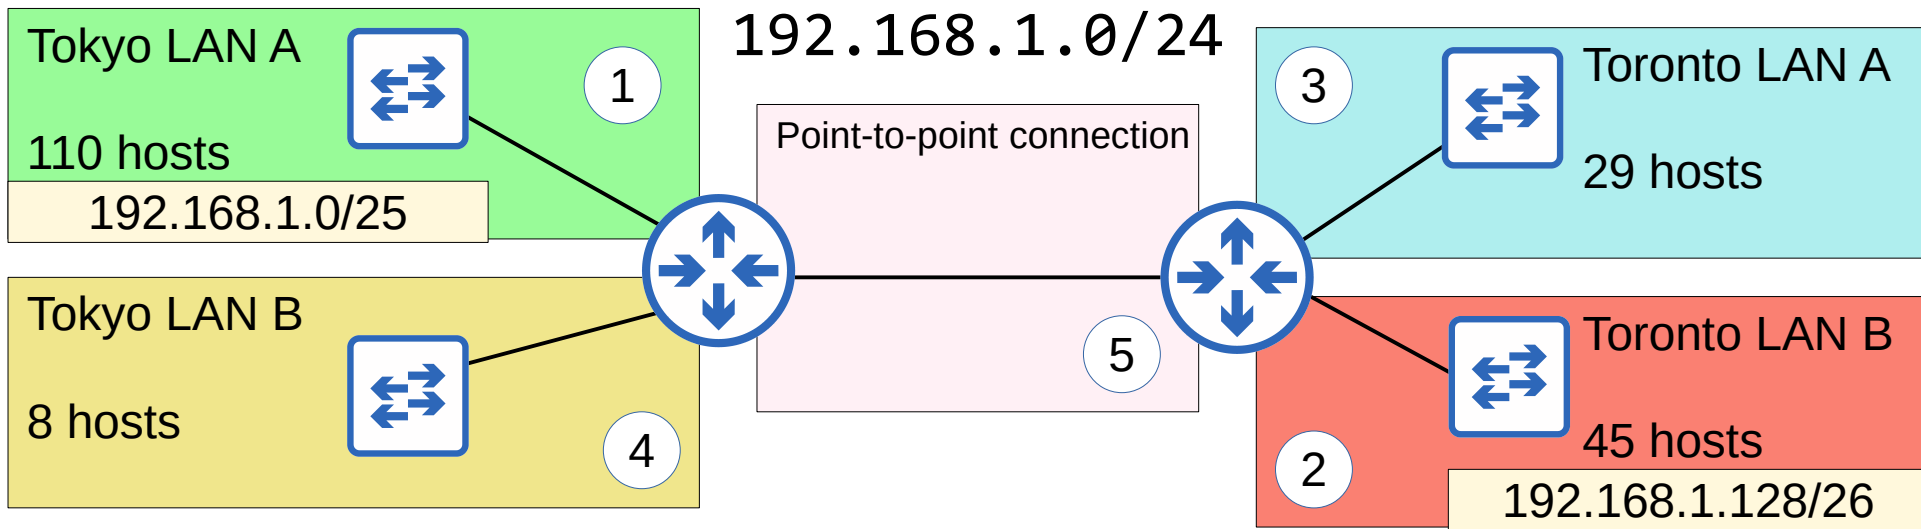 192.168.1.0/24
Tokyo LAN A
1
110 hosts
192.168.1.0/25
Point-to-point connection
3
Toronto LAN A
29 hosts
Tokyo LAN B
8 hosts
4
5
Toronto LAN B
45 hosts
2
192.168.1.128/26